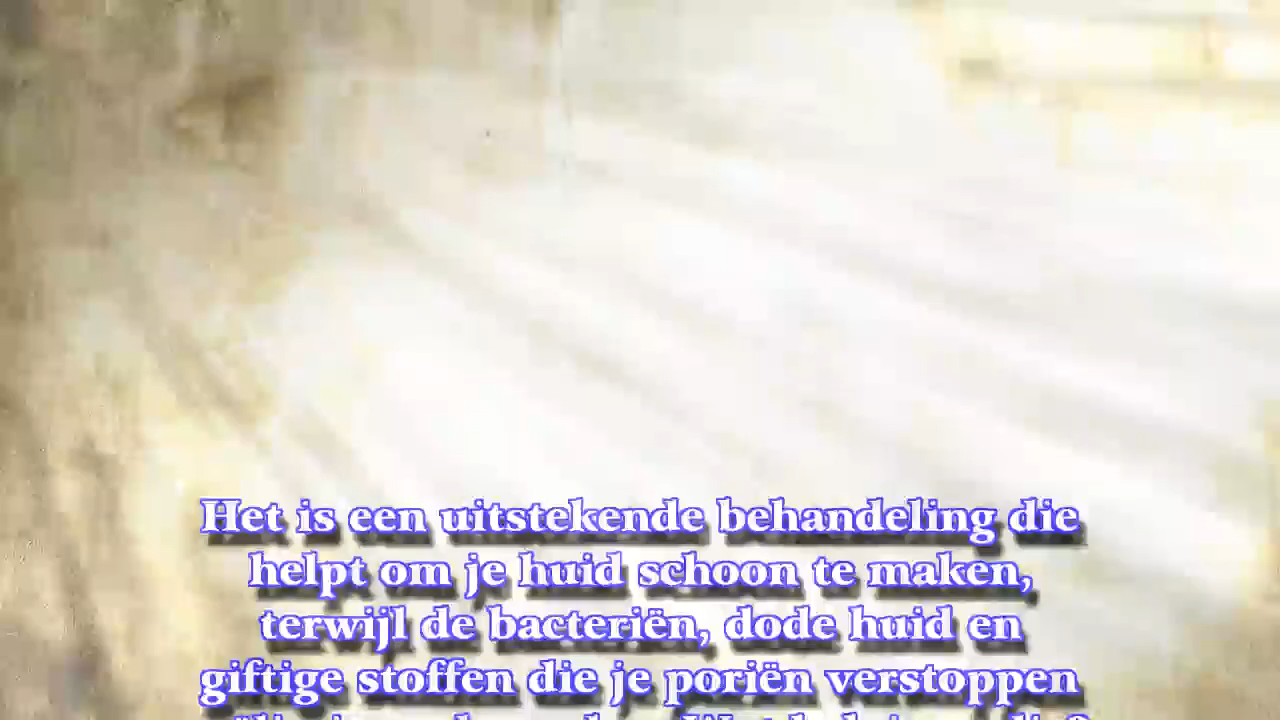 Het is een uitstekende behandeling die
helpt om je huid schoon te maken,
terwijl de bacteriën, dode huid en
giftige stoffen die je poriën verstoppen